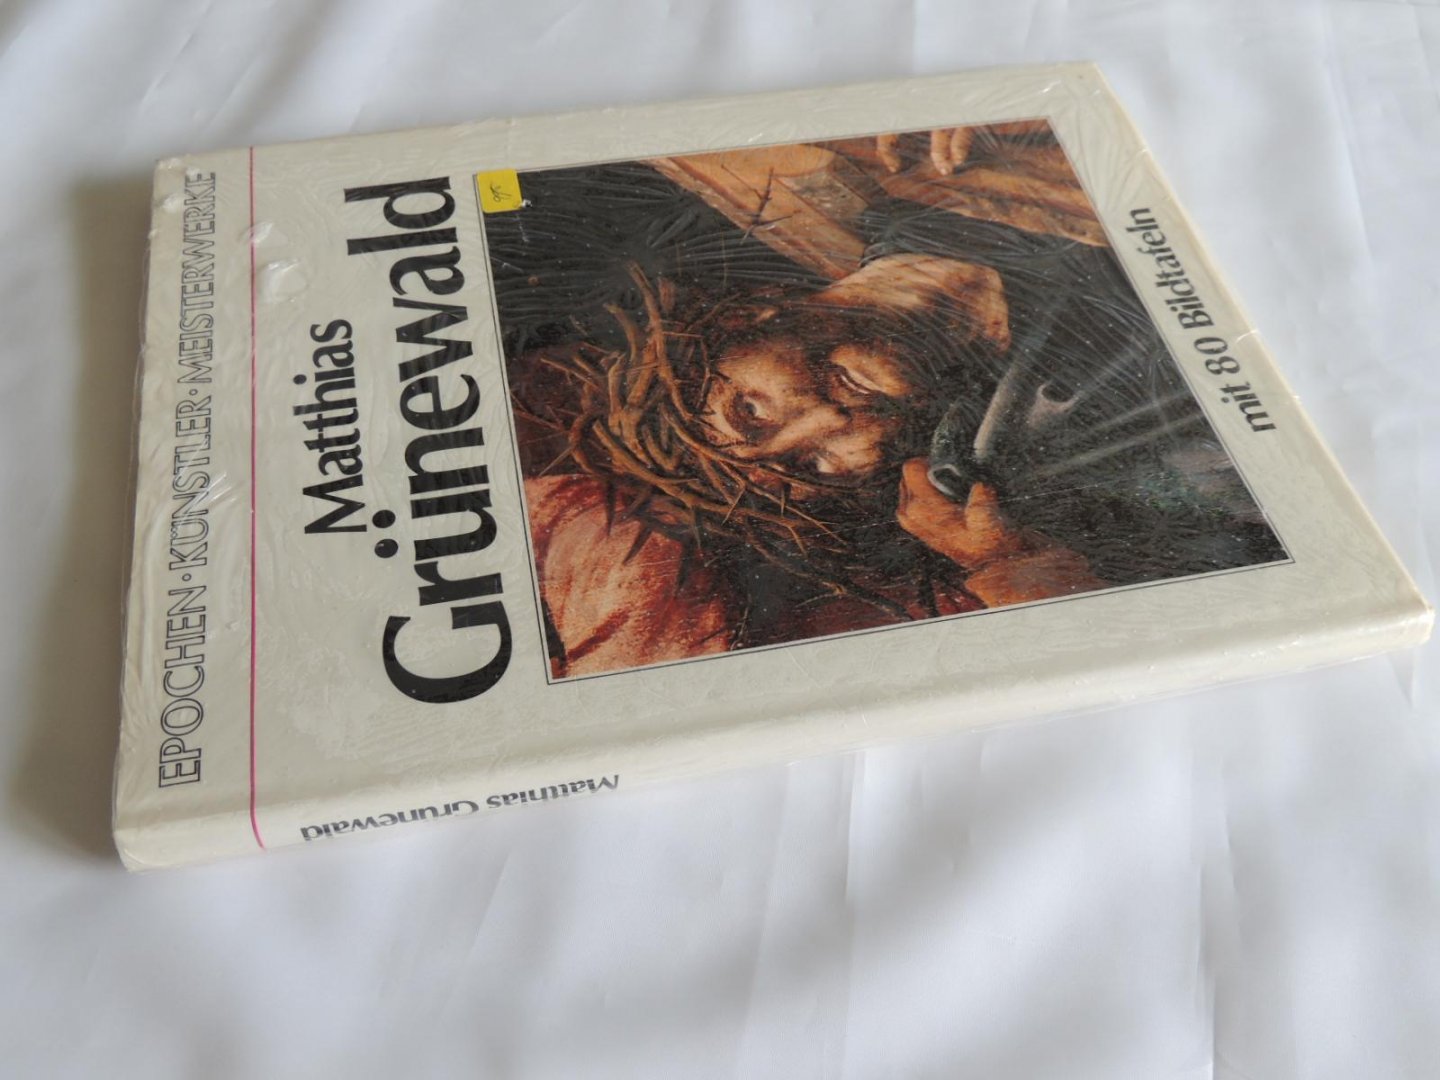 EPOCHEN · KÜNSTLER · MEISTERWERKE
Matthias
Grünewald
mit 80 Bildtafeln
Matthias Grünewald